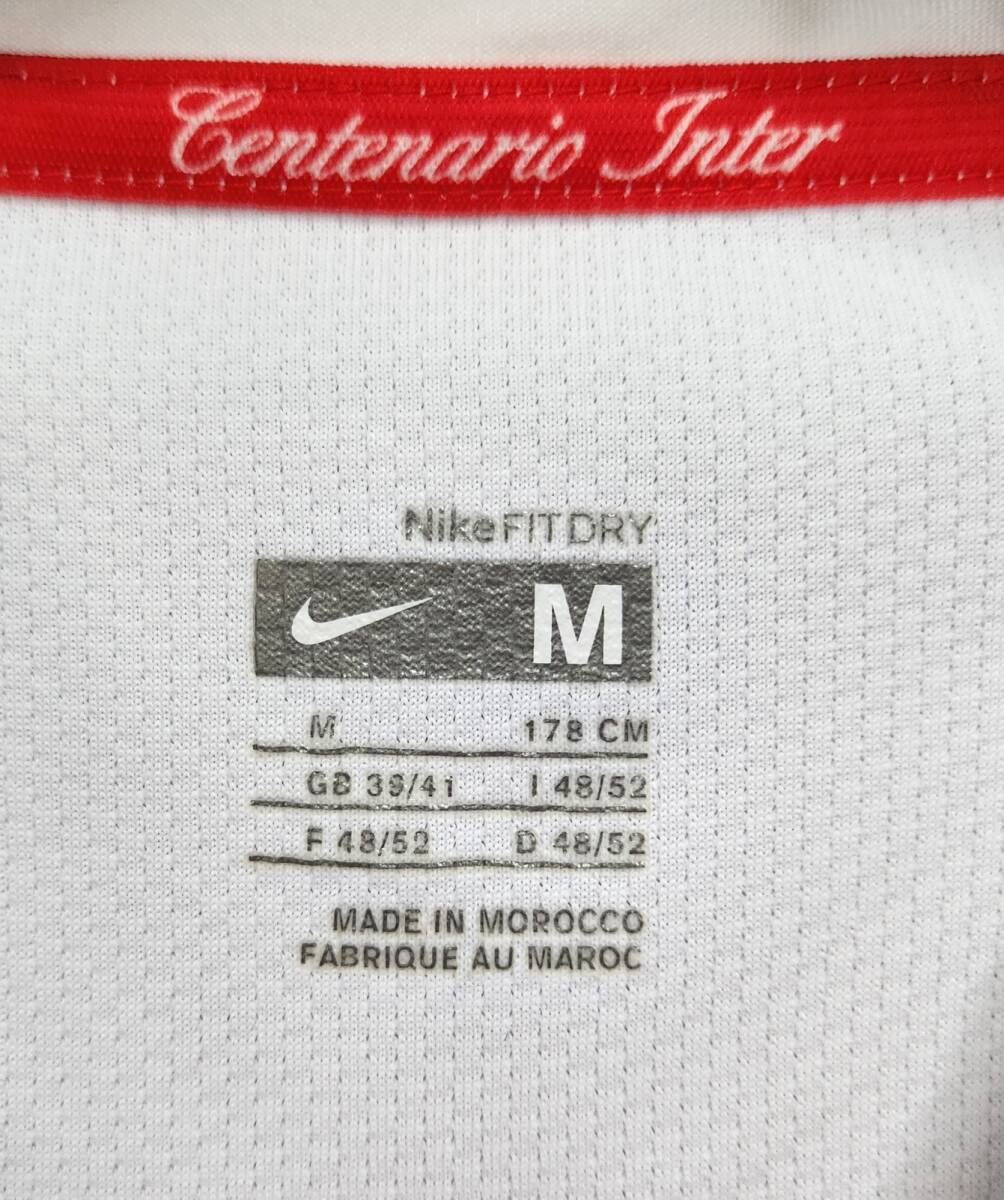 Centenario Inter
NikeFITDRY
M
M 178 CM
GB 39/41 I 48/52
F 48/52 D 48/52
MADE IN MOROCCO
FABRIQUE AU MAROC